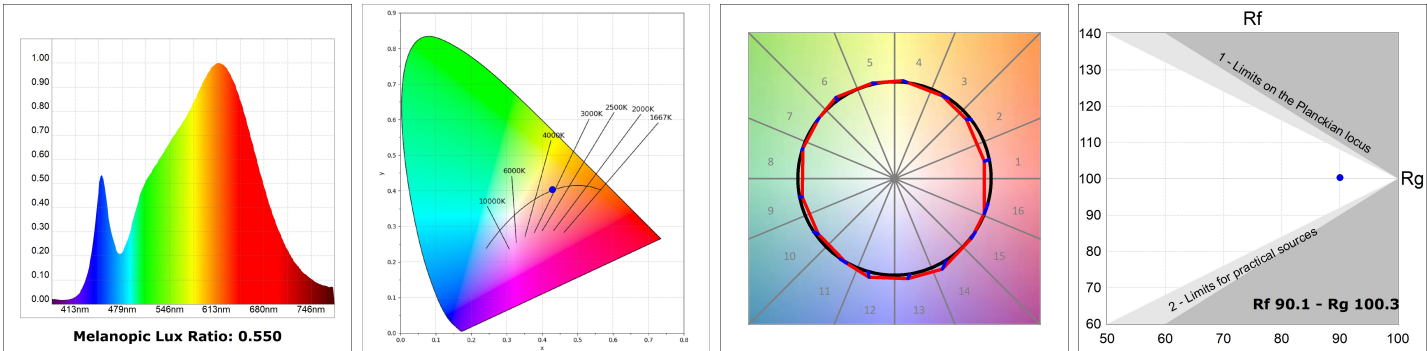 1.00
0.90
0.80
0.70
0.60
0.50
0.40
0.30
0.20
0.10
0.00
413nm 479nm 546nm 613nm 680nm 746nm
Melanopic Lux Ratio: 0.550
0.9
0.8
0.7
0.6
0.5
y
0.4
0.3
0.2
0.1
0.0
0.0 0.1 0.2 0.3 0.4 0.5 0.6 0.7 0.8
x
2500K
3000K
2000K
1667K
4000K
6000K
10000K
5 4
6 3
7 2
8 1
9 16
10 15
11 14
12 13
Rf
140
130
120
110
100
90
80
70
60
50 60 70 80 90 100
Rg
1 - Limits on the Planckian locus
2 - Limits for practical sources
Rf 90.1 - Rg 100.3